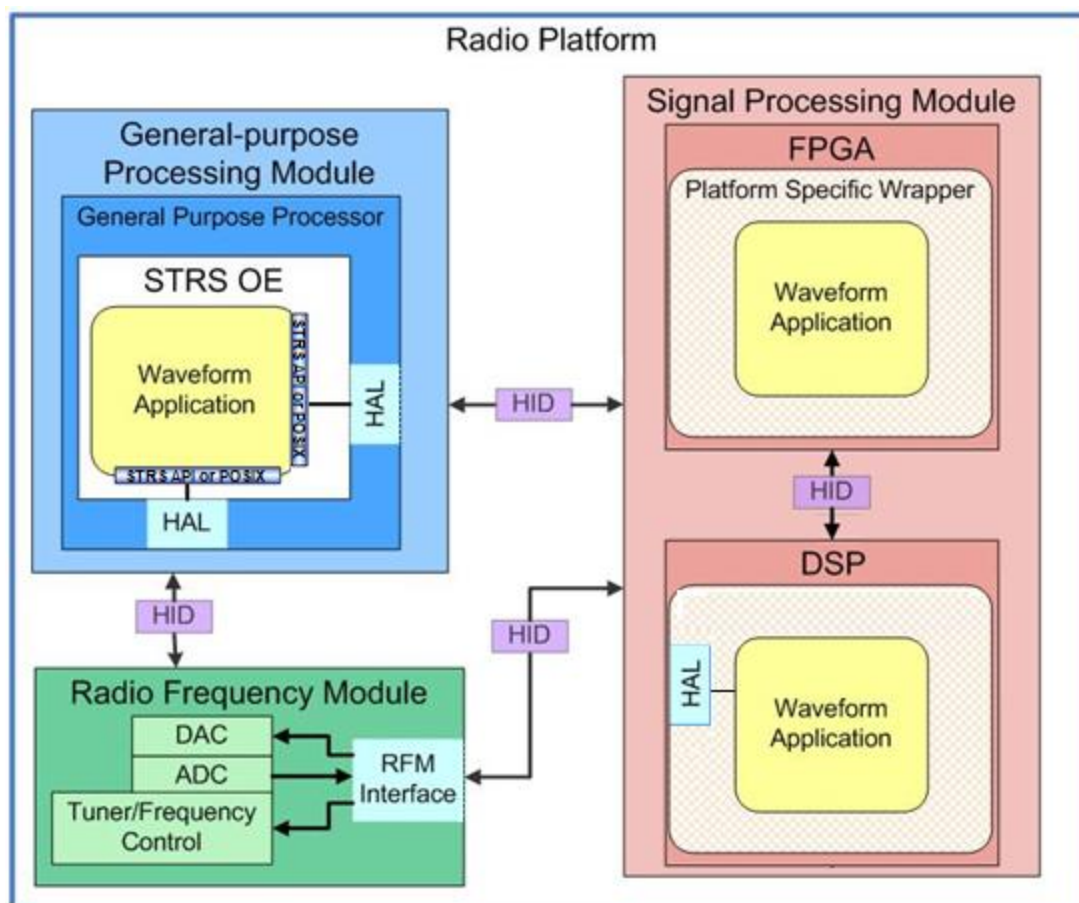 Radio Platform
General-purpose
Processing Module
General Purpose Processor
STRS OE
Waveform
Application
STRS API or POSIX
HAL
STRS API or POSIX
HAL
HID
Signal Processing Module
FPGA
Platform Specific Wrapper
Waveform
Application
HID
DSP
HAL
Waveform
Application
HID
HID
Radio Frequency Module
DAC
ADC
Tuner/Frequency
Control
RFM
Interface